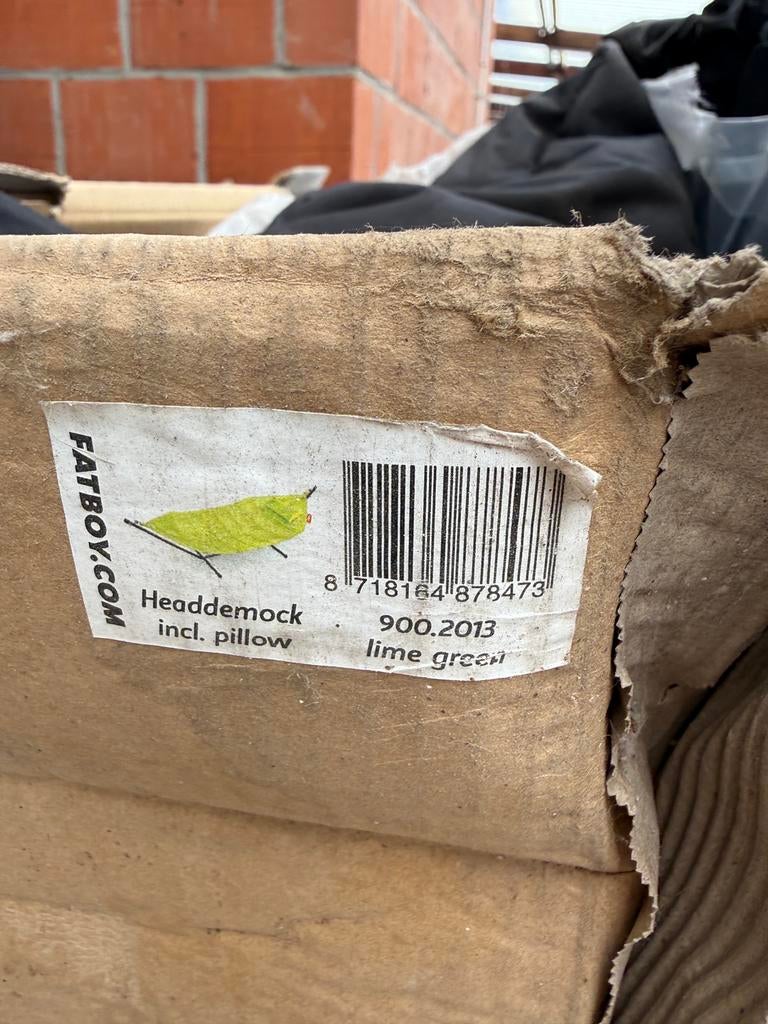 FATBOY.COM
Headdemock
incl. pillow
8 718164 878473
900.2013
lime green